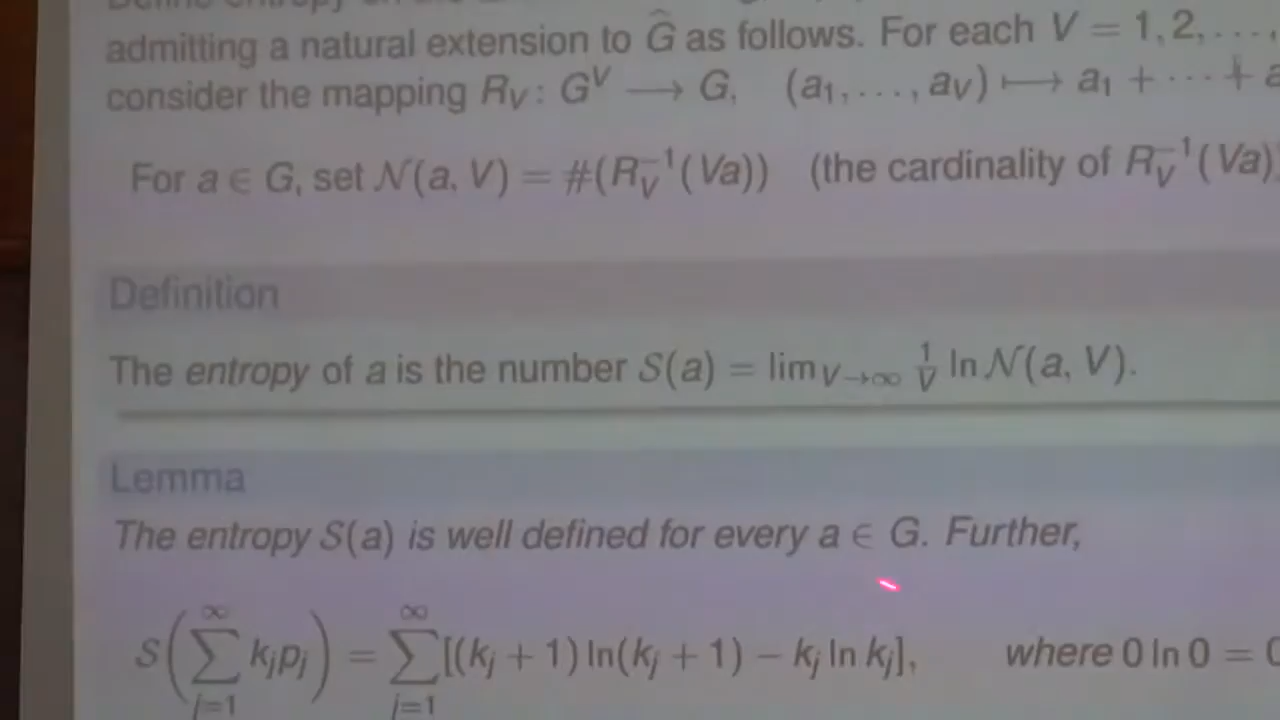 admitting a natural extension to Ĝ as follows. For each V = 1, 2, . . . ,
consider the mapping R_V : G^V ⟶ G, (a₁, . . . , a_V) ⟼ a₁ + · · · +
For a ∈ G, set 𝒩(a, V) = #(R_V^{-1}(Va)) (the cardinality of R_V^{-1}(Va)
Definition
The entropy of a is the number S(a) = lim_{V→∞} 1/V ln 𝒩(a, V).
Lemma
The entropy S(a) is well defined for every a ∈ G. Further,
S(∑_{j=1}^{∞} k_j p_j) = ∑_{j=1}^{∞} [(k_j + 1) ln(k_j + 1) − k_j ln k_j], where 0 ln 0 = 0